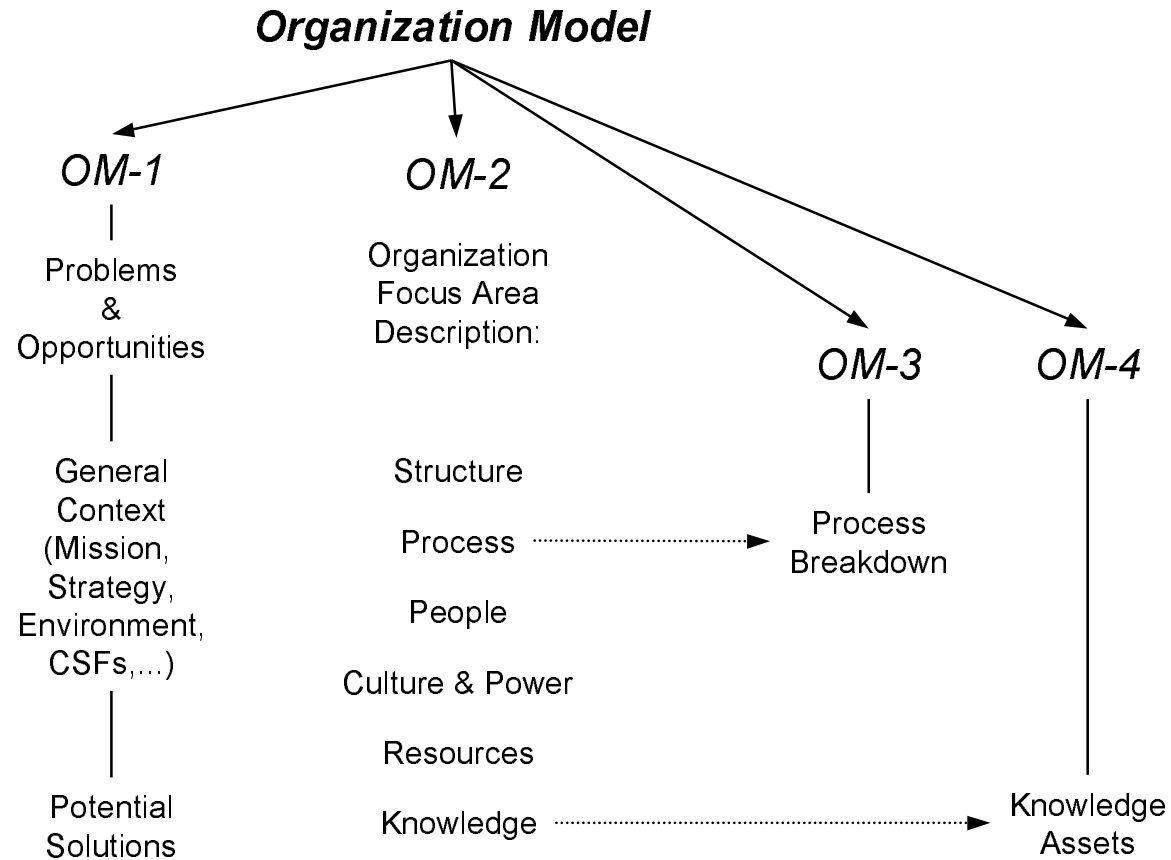 Organization Model
OM-1
Problems
&
Opportunities
General
Context
(Mission,
Strategy,
Environment,
CSFs,...)
Potential
Solutions
OM-2
Organization
Focus Area
Description:
Structure
Process
People
Culture & Power
Resources
Knowledge
OM-3
Process
Breakdown
OM-4
Knowledge
Assets